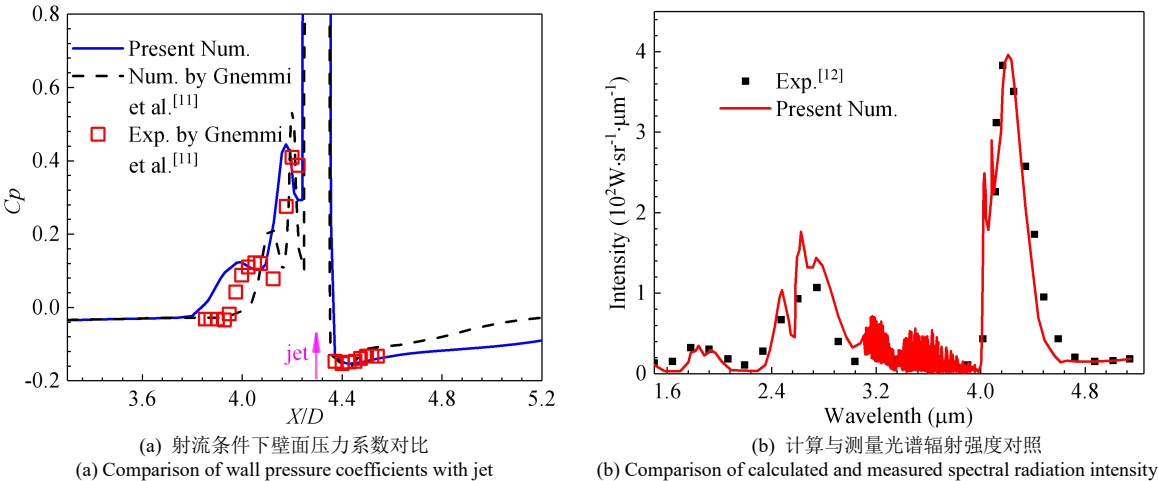 0.8
0.6
0.4
0.2
0.0
-0.2
Cp
Present Num.
Num. by Gnemmi
et al.[11]
Exp. by Gnemmi
et al.[11]
jet
3.6 4.0 4.4 4.8 5.2
X/D
(a) 射流条件下壁面压力系数对比
(a) Comparison of wall pressure coefficients with jet
4
3
2
1
0
Intensity (10²W·sr⁻¹·μm⁻¹)
Exp.[12]
Present Num.
1.6 2.4 3.2 4.0 4.8
Wavelenth (μm)
(b) 计算与测量光谱辐射强度对照
(b) Comparison of calculated and measured spectral radiation intensity